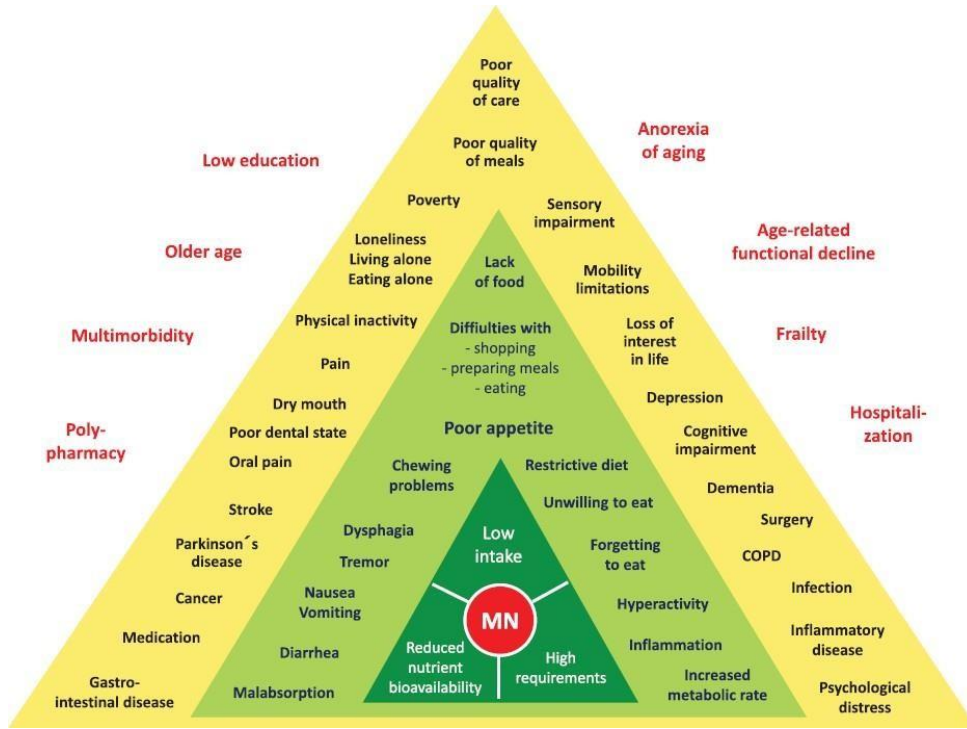 Poor
quality
of care
Poor quality
of meals
Poverty
Loneliness
Living alone
Eating alone
Physical inactivity
Pain
Dry mouth
Poor dental state
Oral pain
Stroke
Parkinson´s
disease
Cancer
Medication
Gastro-
intestinal disease
Sensory
impairment
Mobility
limitations
Loss of
interest
in life
Depression
Cognitive
impairment
Dementia
Surgery
COPD
Infection
Inflammatory
disease
Psychological
distress
Low education
Older age
Multimorbidity
Poly-
pharmacy
Anorexia
of aging
Age-related
functional decline
Frailty
Hospitali-
zation
Lack
of food
Diffiulties with
- shopping
- preparing meals
- eating
Poor appetite
Chewing
problems
Dysphagia
Tremor
Nausea
Vomiting
Diarrhea
Malabsorption
Restrictive diet
Unwilling to eat
Forgetting
to eat
Hyperactivity
Inflammation
Increased
metabolic rate
Low
intake
MN
Reduced
nutrient
bioavailability
High
requirements